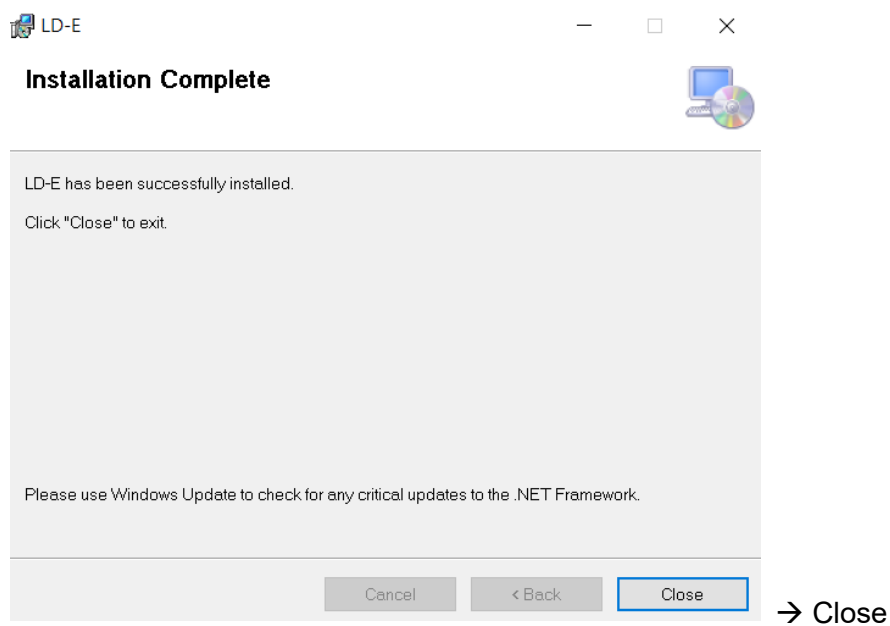 LD-E
Installation Complete
LD-E has been successfully installed.
Click "Close" to exit.
Please use Windows Update to check for any critical updates to the .NET Framework.
Cancel < Back Close
→ Close